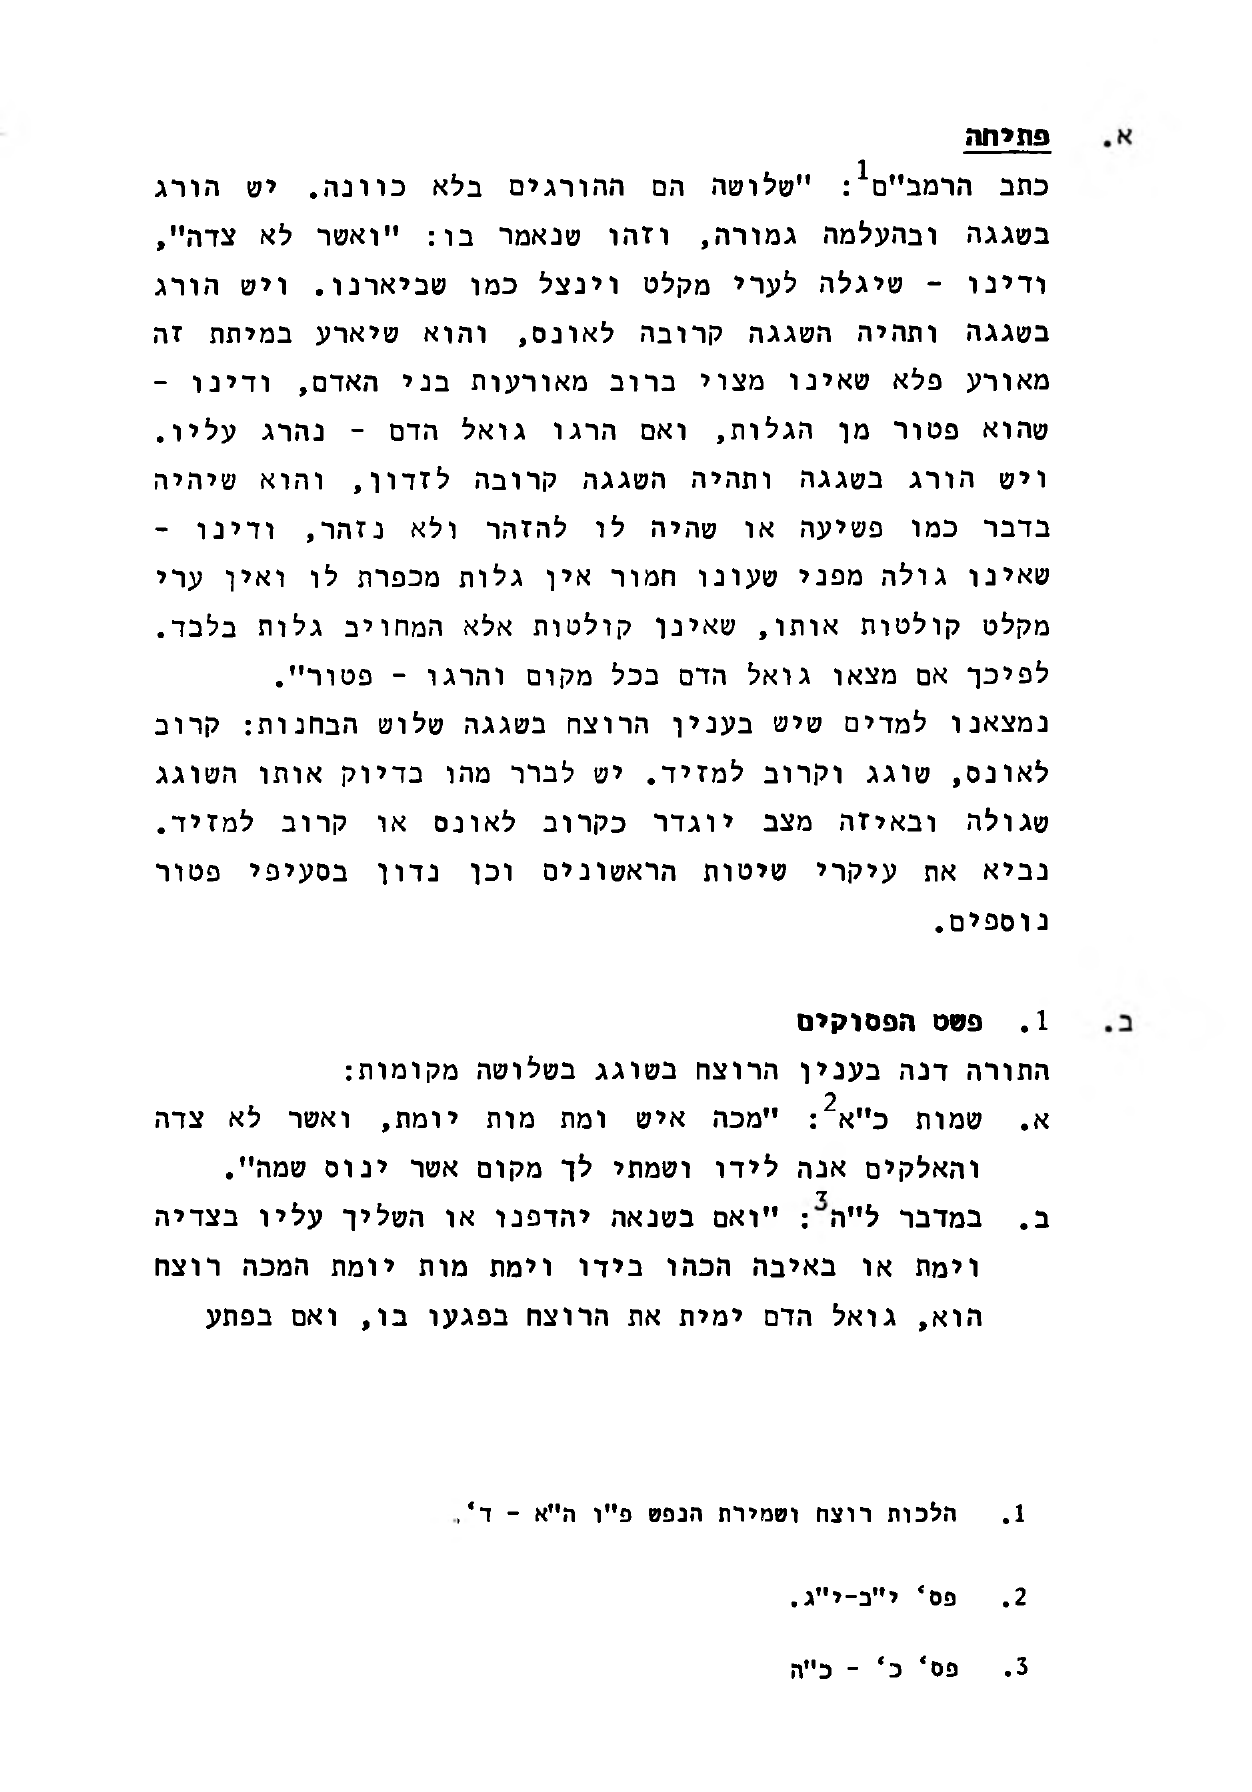 א. פתיחה
כתב הרמב"ם1: "שלושה הם ההורגים בלא כוונה. יש הורג
בשגגה ובהעלמה גמורה, וזהו שנאמר בו: "ואשר לא צדה",
ודינו - שיגלה לערי מקלט וינצל כמו שביארנו. ויש הורג
בשגגה ותהיה השגגה קרובה לאונס, והוא שיארע במיתת זה
מאורע פלא שאינו מצוי ברוב מאורעות בני האדם, ודינו -
שהוא פטור מן הגלות, ואם הרגו גואל הדם - נהרג עליו.
ויש הורג בשגגה ותהיה השגגה קרובה לזדון, והוא שיהיה
בדבר כמו פשיעה או שהיה לו להזהר ולא נזהר, ודינו -
שאינו גולה מפני שעונו חמור אין גלות מכפרת לו ואין ערי
מקלט קולטות אותו, שאינן קולטות אלא המחויב גלות בלבד.
לפיכך אם מצאו גואל הדם בכל מקום והרגו - פטור".
נמצאנו למדים שיש בענין הרוצח בשגגה שלוש הבחנות: קרוב
לאונס, שוגג וקרוב למזיד. יש לברר מהו בדיוק אותו השוגג
שגולה ובאיזה מצב יוגדר כקרוב לאונס או קרוב למזיד.
נביא את עיקרי שיטות הראשונים וכן נדון בסעיפי פטור
נוספים.
ב. 1. פשט הפסוקים
התורה דנה בענין הרוצח בשוגג בשלושה מקומות:
א. שמות כ"א2: "מכה איש ומת מות יומת, ואשר לא צדה
והאלקים אנה לידו ושמתי לך מקום אשר ינוס שמה".
ב. במדבר ל"ה3: "ואם בשנאה יהדפנו או השליך עליו בצדיה
וימת או באיבה הכהו בידו וימת מות יומת המכה רוצח
הוא, גואל הדם ימית את הרוצח בפגעו בו, ואם בפתע
1. הלכות רוצח ושמירת הנפש פ"ו ה"א - ד'.
2. פס' י"ב-י"ג.
3. פס' כ' - כ"ה